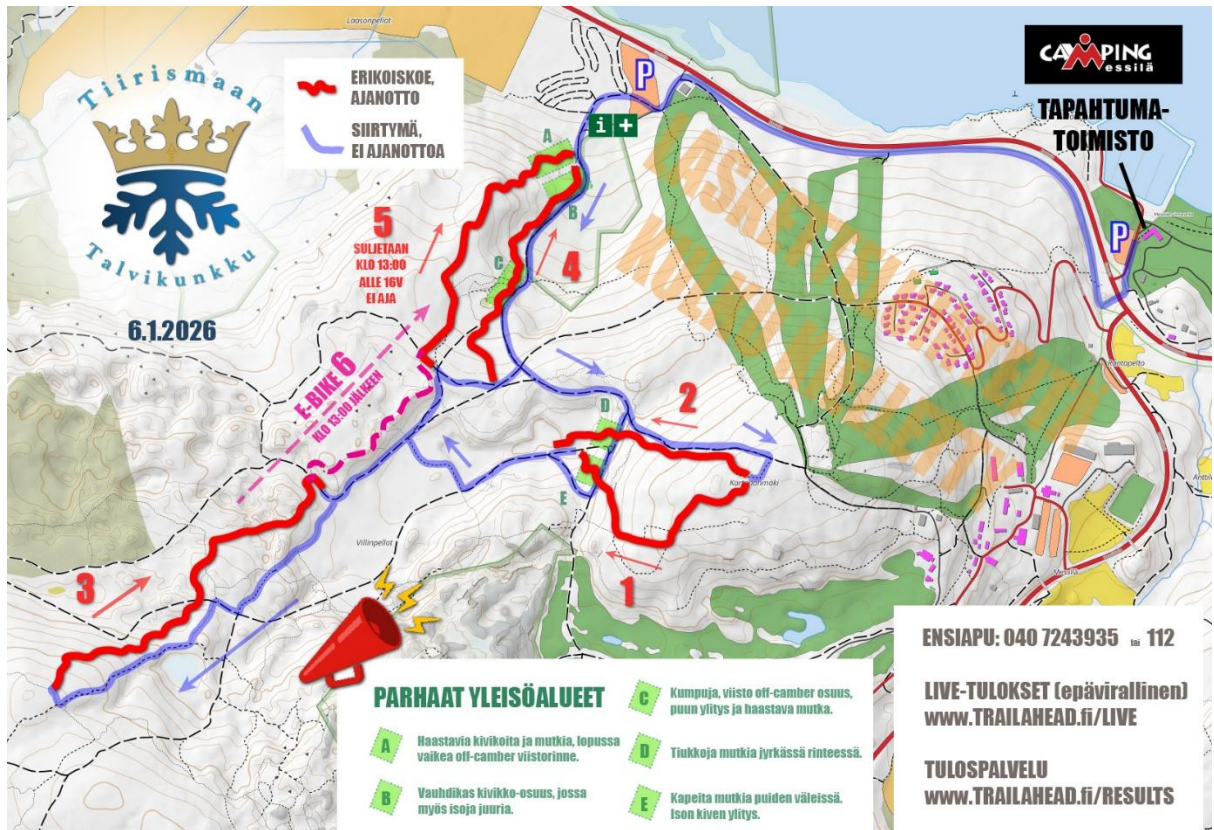 Tiirismaan
Talvikunkku
6.1.2026
ERIKOISKOE,
AJANOTTO
SIIRTYMÄ,
EI AJANOTTOA
Laasonpellot
P
i +
CAMPING
Messilä
TAPAHTUMA-
TOIMISTO
P
A
B
C
4
5
SULJETAAN
KLO 13:00
ALLE 16V
EI AJA
E-BIKE 6
KLO 13:00 JÄLKEEN
D
2
E
1
3
Villinpellot
Rantapelto
Messilä
PARHAAT YLEISÖALUEET
A
Haastavia kivikoita ja mutkia, lopussa
vaikea off-camber viistorinne.
B
Vauhdikas kivikko-osuus, jossa
myös isoja juuria.
C
Kumpuja, viisto off-camber osuus,
puun ylitys ja haastava mutka.
D
Tiukkoja mutkia jyrkässä rinteessä.
E
Kapeita mutkia puiden väleissä.
Ison kiven ylitys.
ENSIAPU: 040 7243935 tai 112
LIVE-TULOKSET (epävirallinen)
www.TRAILAHEAD.fi/LIVE
TULOSPALVELU
www.TRAILAHEAD.fi/RESULTS